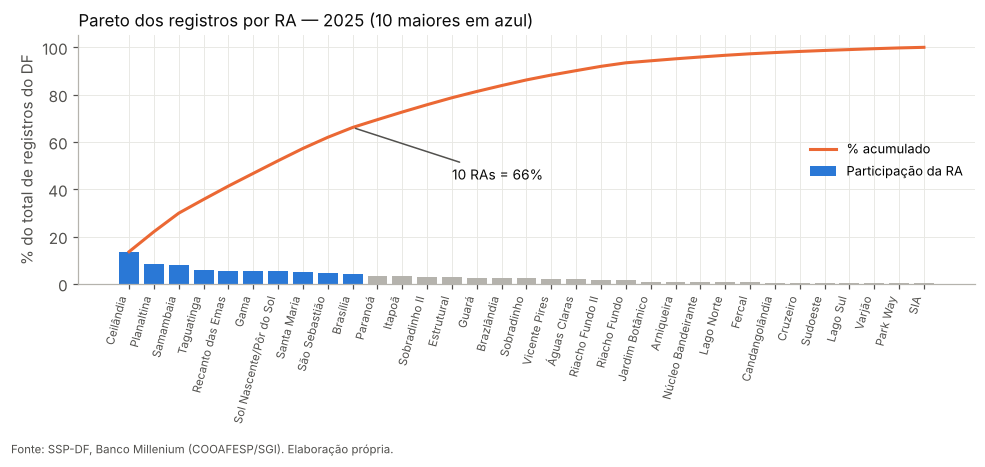 Pareto dos registros por RA — 2025 (10 maiores em azul)
% do total de registros do DF
100
80
60
40
20
0
10 RAs = 66%
% acumulado
Participação da RA
Ceilândia
Planaltina
Samambaia
Taguatinga
Recanto das Emas
Gama
Sol Nascente/Pôr do Sol
Santa Maria
São Sebastião
Brasília
Paranoá
Itapoã
Sobradinho II
Estrutural
Guará
Brazlândia
Sobradinho
Vicente Pires
Águas Claras
Riacho Fundo II
Riacho Fundo
Jardim Botânico
Arniqueira
Núcleo Bandeirante
Lago Norte
Fercal
Candangolândia
Cruzeiro
Sudoeste
Lago Sul
Varjão
Park Way
SIA
Fonte: SSP-DF, Banco Millenium (COOAFESP/SGI). Elaboração própria.